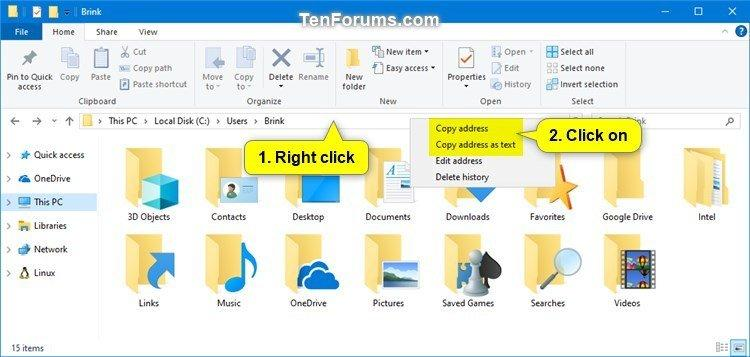 Brink
TenForums.com
File
Home
Share
View
Pin to Quick access
Copy
Paste
Cut
Copy path
Paste shortcut
Clipboard
Move to
Copy to
Delete
Rename
Organize
New folder
New item
Easy access
New
Properties
Open
Edit
History
Open
Select all
Select none
Invert selection
Select
This PC > Local Disk (C:) > Users > Brink
1. Right click
Copy address
Copy address as text
Edit address
Delete history
2. Click on
Quick access
OneDrive
This PC
Libraries
Network
Linux
3D Objects
Contacts
Desktop
Documents
Downloads
Favorites
Google Drive
Intel
Links
Music
OneDrive
Pictures
Saved Games
Searches
Videos
15 items